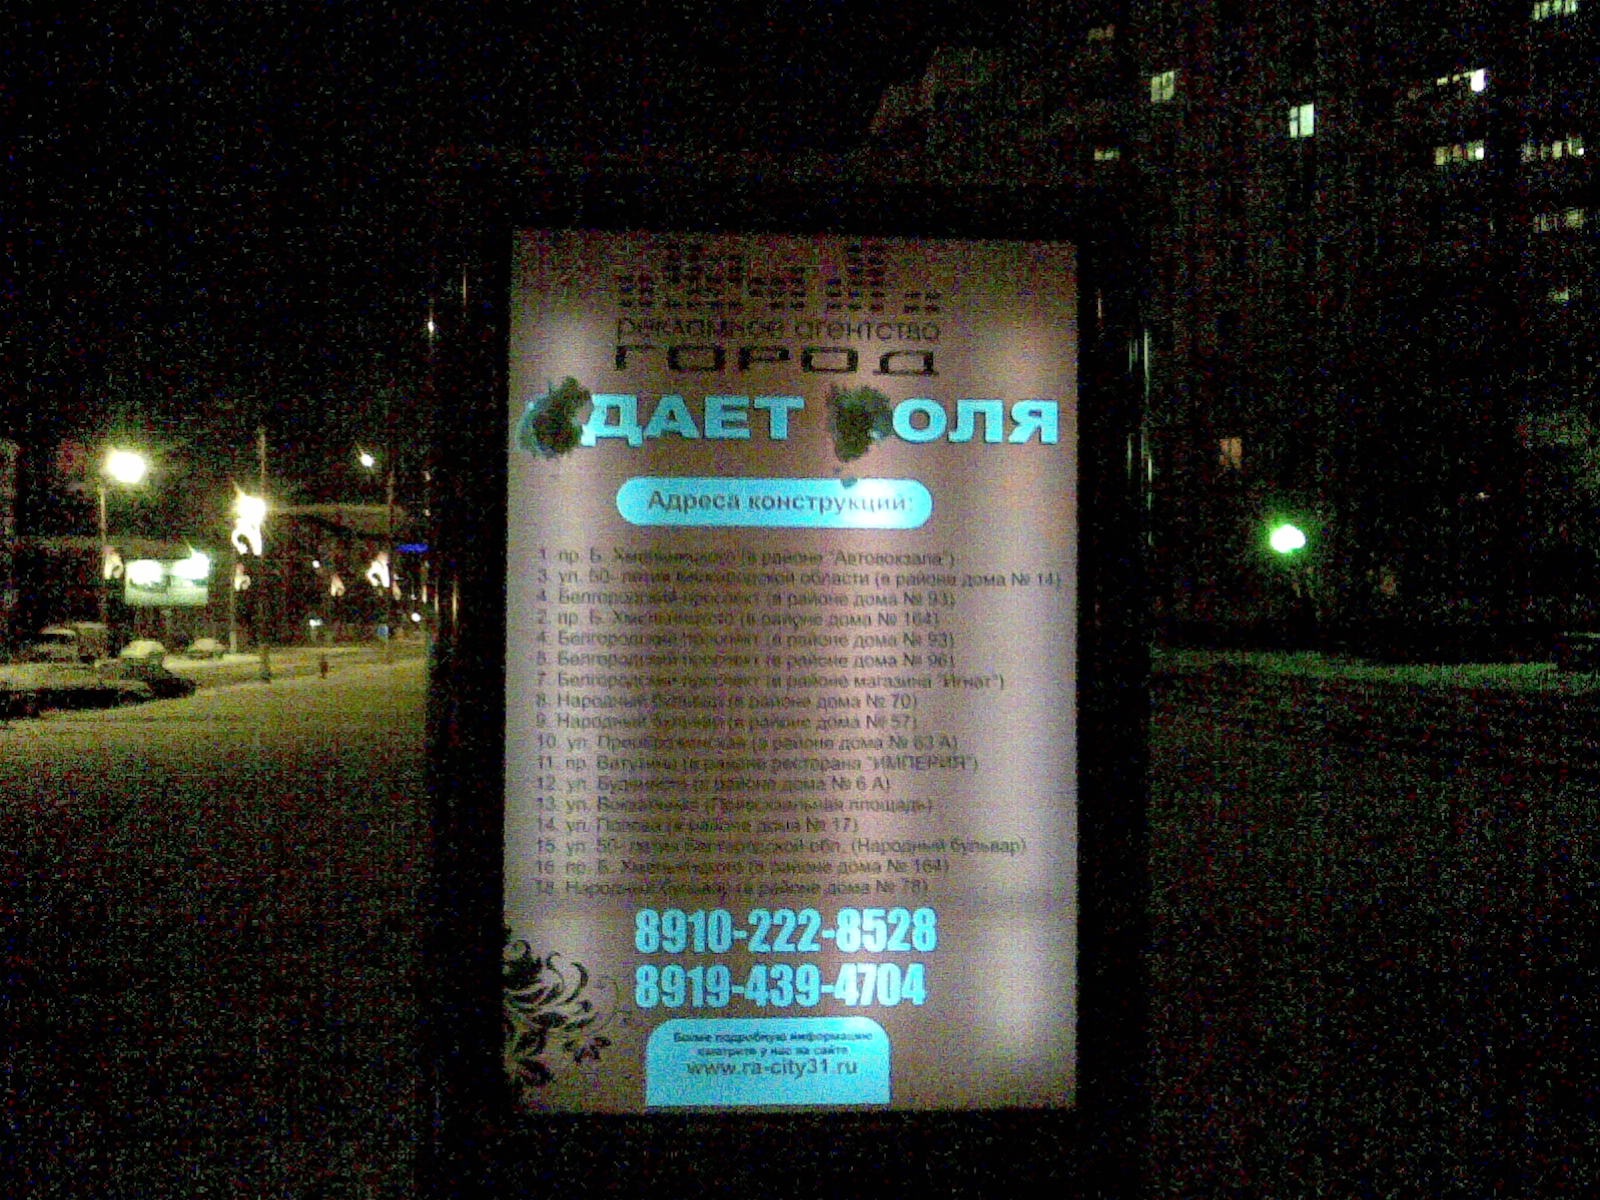 рекламное агентство
ГОРОД
ДАЕТ ОЛЯ
Адреса конструкций:
1. пр. Б. Хмельницкого (в районе "Автовокзала")
3. ул. 50- летия Белгородской области (в районе дома № 14)
4. Белгородский проспект (в районе дома № 93)
2. пр. Б. Хмельницкого (в районе дома № 164)
4. Белгородский проспект (в районе дома № 93)
5. Белгородский проспект (в районе дома № 96)
7. Белгородский проспект (в районе магазина "Игнат")
8. Народный бульвар (в районе дома № 70)
9. Народный бульвар (в районе дома № 57)
10. ул. Преображенская (в районе дома № 63 А)
11. пр. Ватутина (в районе ресторана "ИМПЕРИЯ")
12. ул. Буденного (в районе дома № 6 А)
13. ул. Вокзальная (Привокзальная площадь)
14. ул. Попова (в районе дома № 17)
15. ул. 50- летия Белгородской обл. (Народный бульвар)
16. пр. Б. Хмельницкого (в районе дома № 164)
18. Народный бульвар (в районе дома № 78)
8910-222-8528
8919-439-4704
Более подробную информацию
смотрите у нас на сайте
www.ra-city31.ru